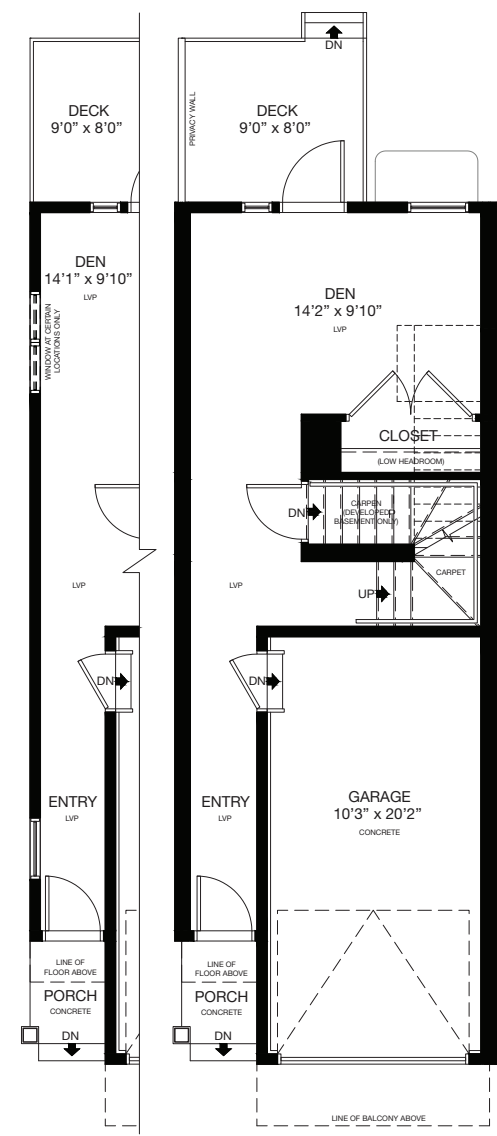 DN
DECK
9'0" x 8'0"
PRIVACY WALL
DECK
9'0" x 8'0"
DEN
14'1" x 9'10"
LVP
WINDOW AT CERTAIN
LOCATIONS ONLY
DEN
14'2" x 9'10"
LVP
CLOSET
(LOW HEADROOM)
DN
CARPEN
(DEVELOPED
BASEMENT ONLY)
CARPET
LVP
LVP
UP
DN
DN
ENTRY
LVP
ENTRY
LVP
GARAGE
10'3" x 20'2"
CONCRETE
LINE OF
FLOOR ABOVE
PORCH
CONCRETE
DN
LINE OF
FLOOR ABOVE
PORCH
CONCRETE
DN
LINE OF BALCONY ABOVE